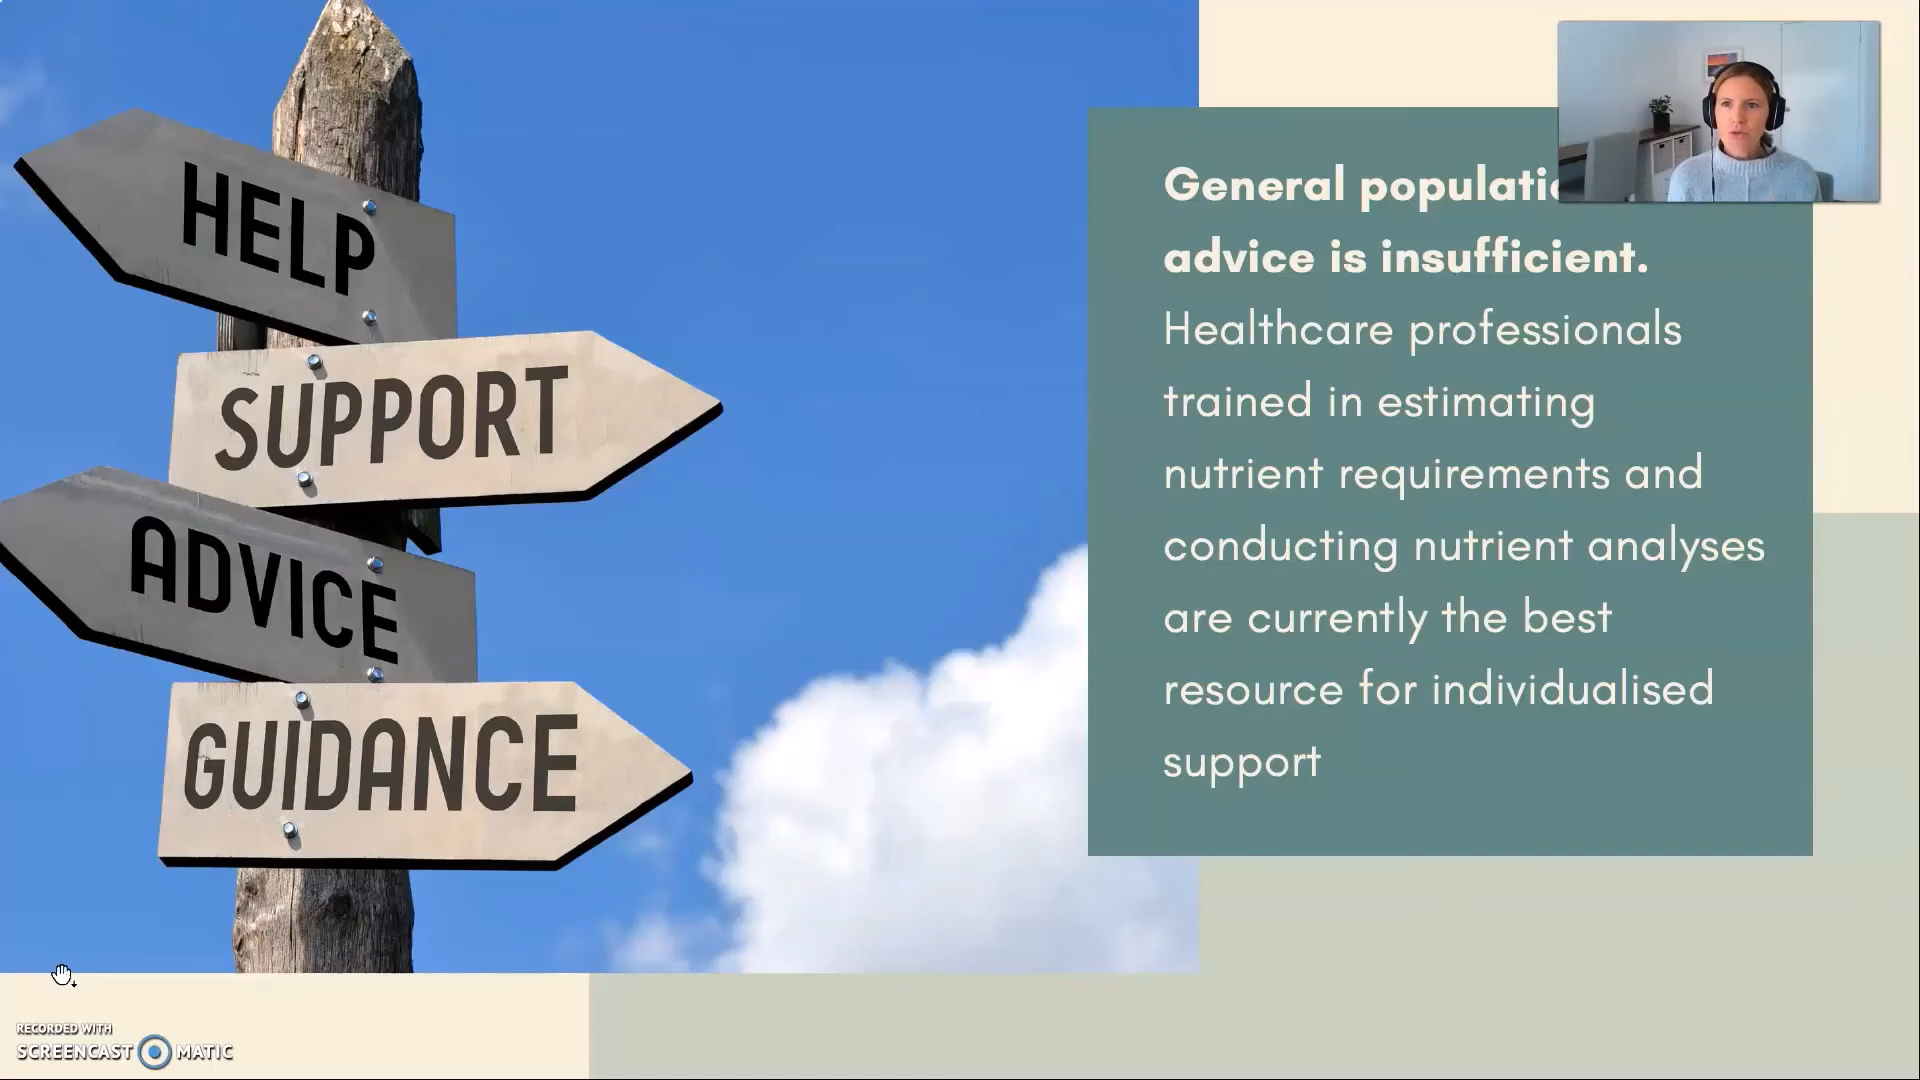 HELP
SUPPORT
ADVICE
GUIDANCE
General
advice is insufficient.
Healthcare professionals
trained in estimating
nutrient requirements and
conducting nutrient analyses
are currently the best
resource for individualised
support
RECORDED WITH
SCREENCAST MATIC